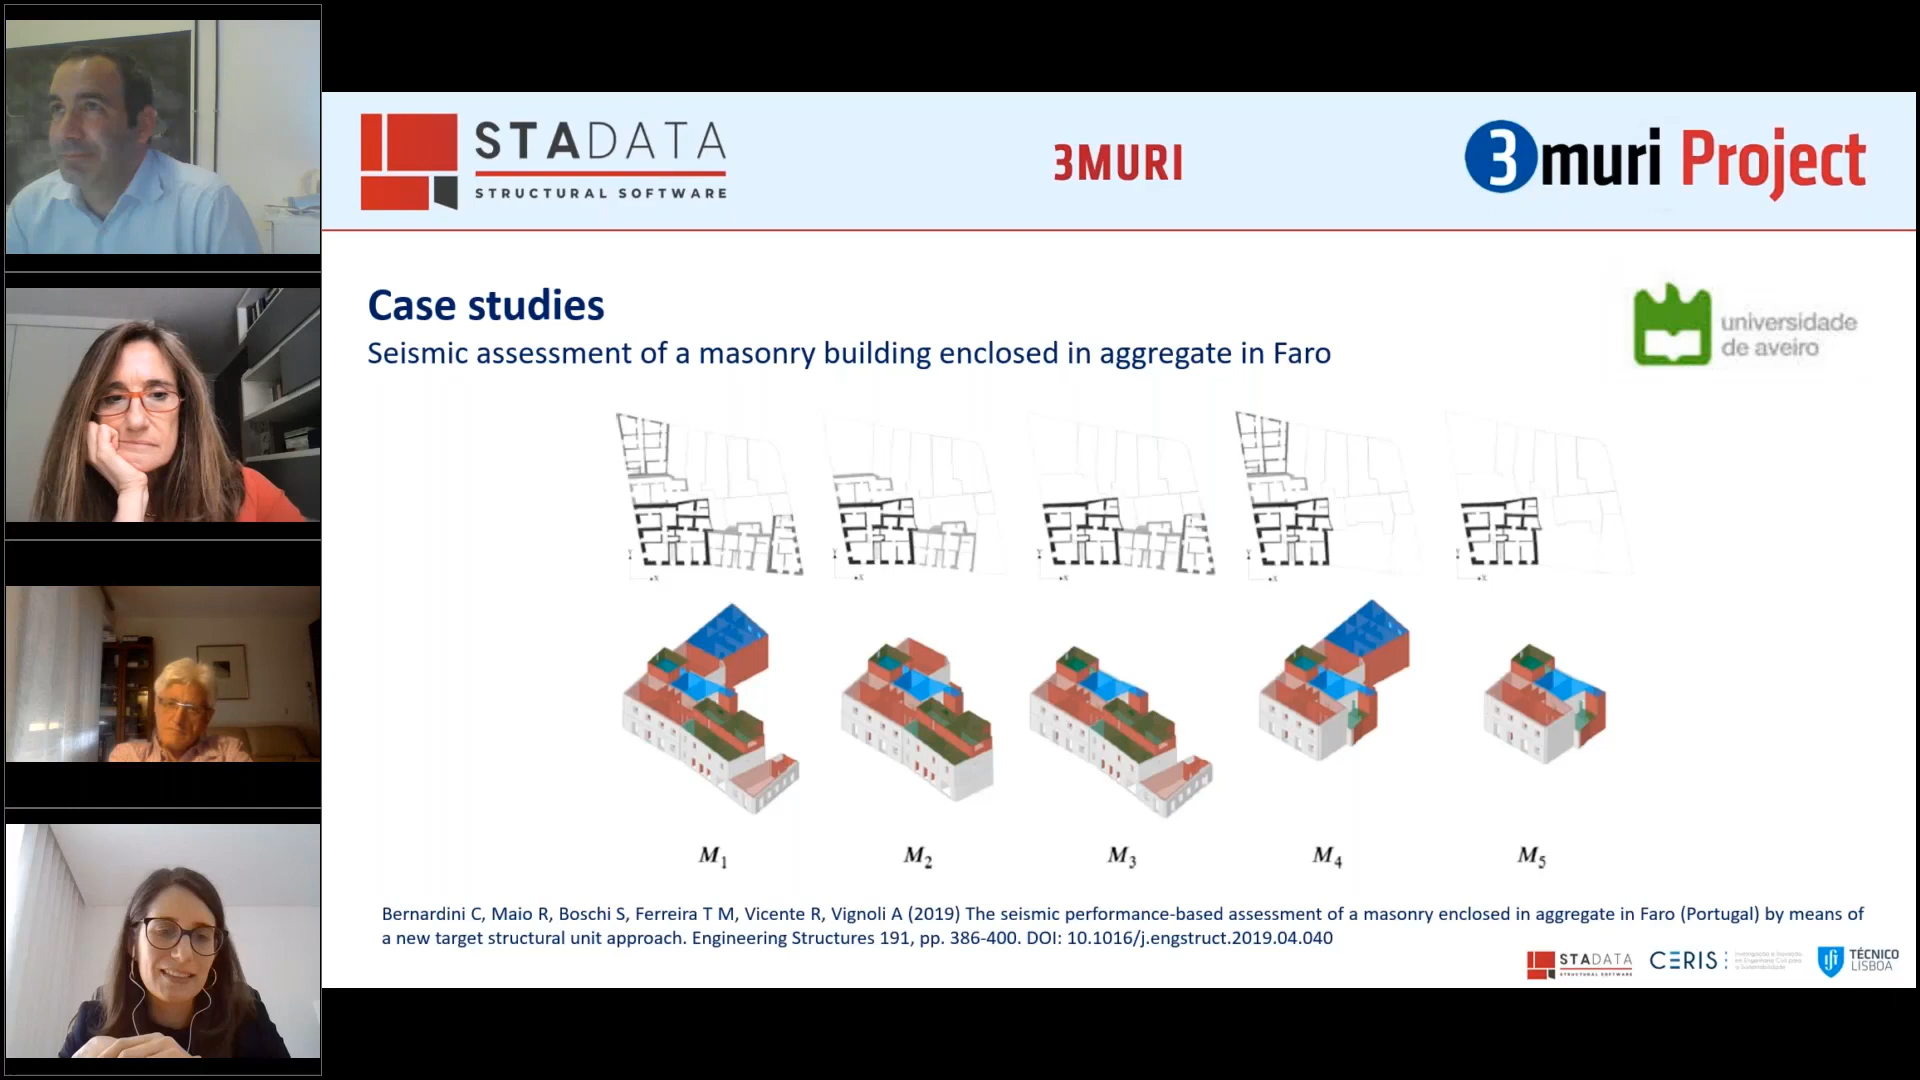 STADATA
STRUCTURAL SOFTWARE
3MURI
3muri Project
Case studies
Seismic assessment of a masonry building enclosed in aggregate in Faro
universidade
de aveiro
M1
M2
M3
M4
M5
Bernardini C, Maio R, Boschi S, Ferreira T M, Vicente R, Vignoli A (2019) The seismic performance-based assessment of a masonry enclosed in aggregate in Faro (Portugal) by means of
a new target structural unit approach. Engineering Structures 191, pp. 386-400. DOI: 10.1016/j.engstruct.2019.04.040
STADATA
STRUCTURAL SOFTWARE
CERIS
TÉCNICO
LISBOA